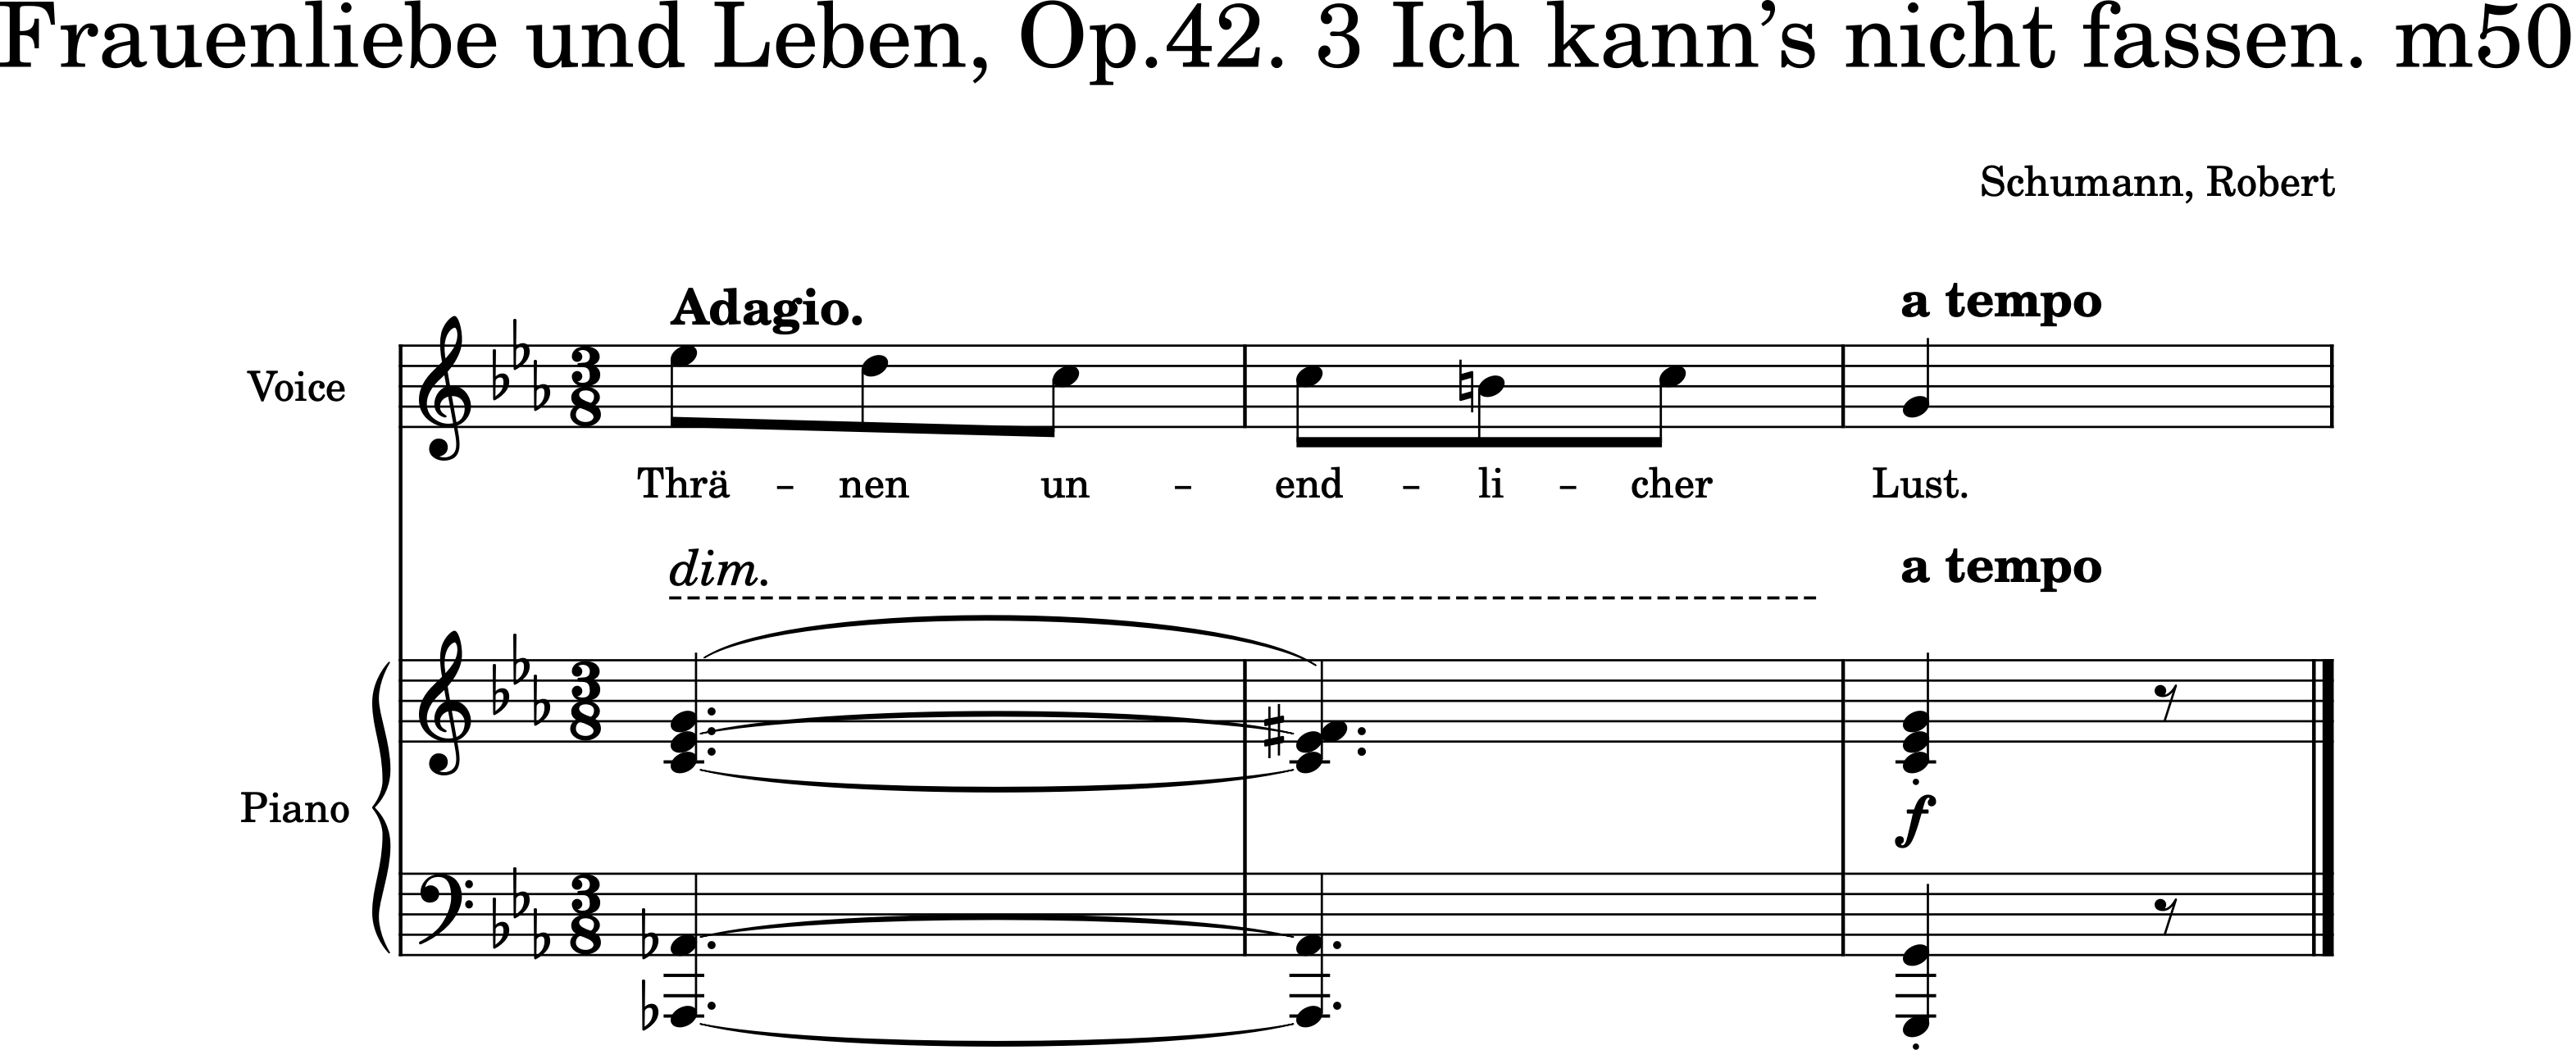 Frauenliebe und Leben, Op.42. 3 Ich kann’s nicht fassen. m50
Schumann, Robert
Adagio. a tempo
Voice
Thrä - nen un - end - li - cher Lust.
dim. a tempo
Piano
f